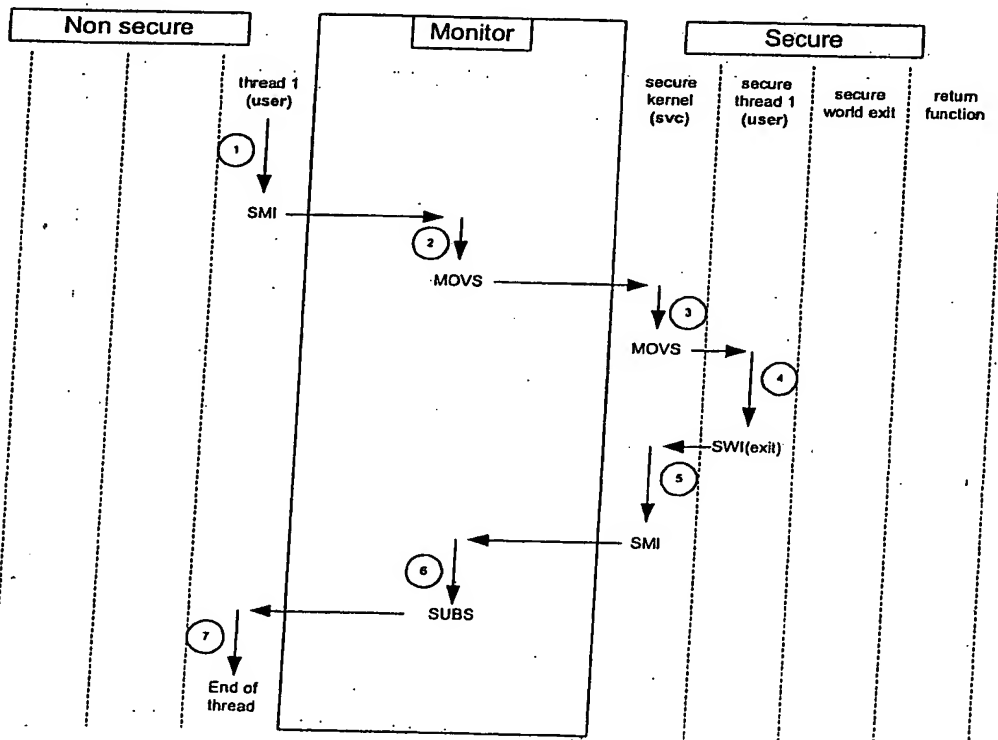 Non secure
Monitor
Secure
thread 1
(user)
secure
kernel
(svc)
secure
thread 1
(user)
secure
world exit
return
function
1
SMI
2
MOVS
3
MOVS
4
SWI(exit)
5
SMI
6
SUBS
7
End of
thread